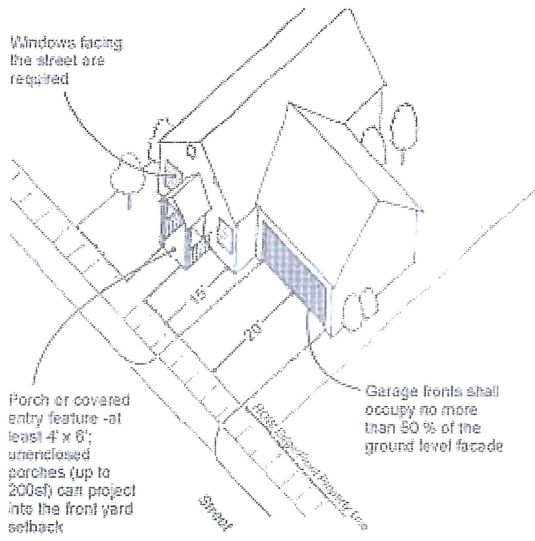 Windows facing
the street are
required
15'
20'
Porch or covered
entry feature -at
least 4' x 6';
unenclosed
porches (up to
200sf) can project
into the front yard
setback
Garage fronts shall
occupy no more
than 50 % of the
ground level facade
Property Line
Street